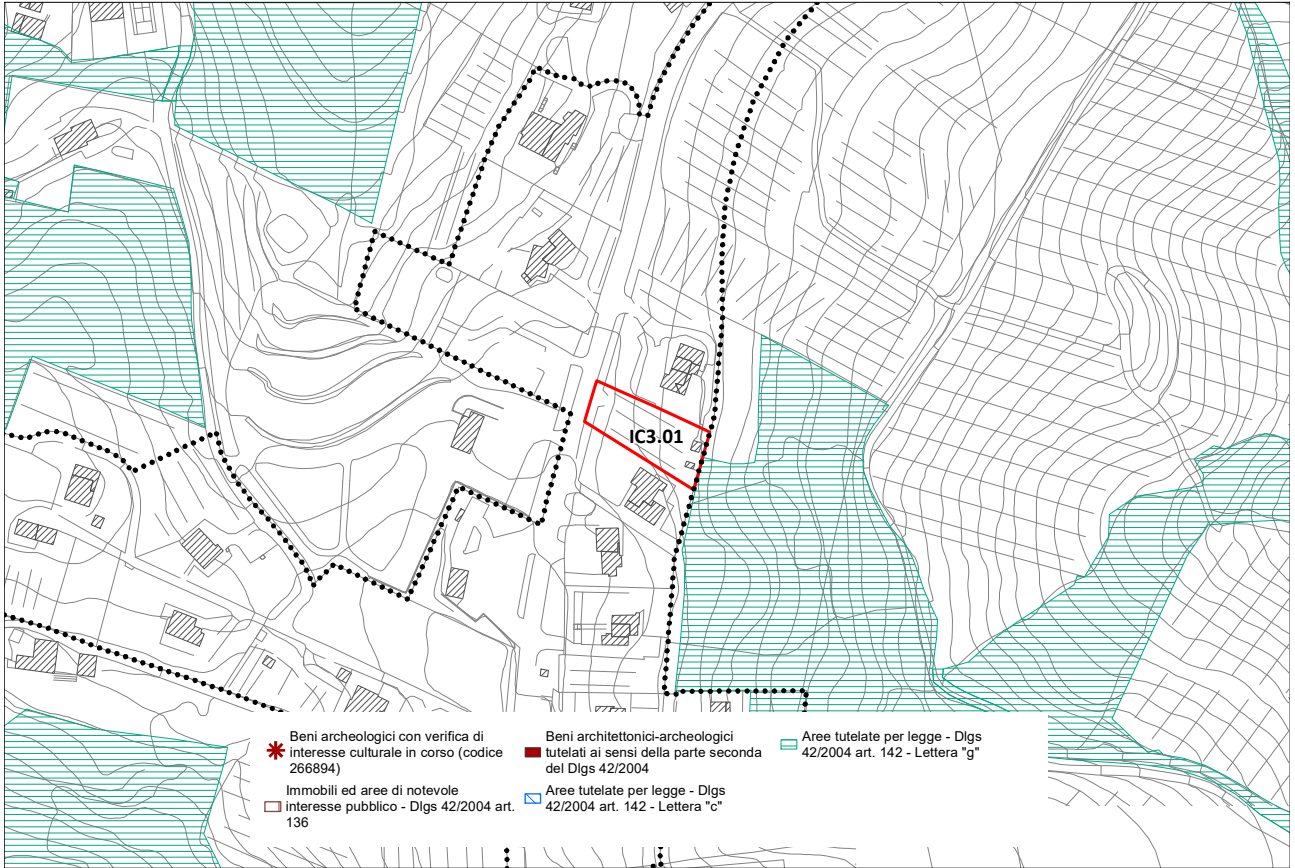 IC3.01
Beni archeologici con verifica di
interesse culturale in corso (codice
266894)
Immobili ed aree di notevole
interesse pubblico - Dlgs 42/2004 art.
136
Beni architettonici-archeologici
tutelati ai sensi della parte seconda
del Dlgs 42/2004
Aree tutelate per legge - Dlgs
42/2004 art. 142 - Lettera "c"
Aree tutelate per legge - Dlgs
42/2004 art. 142 - Lettera "g"